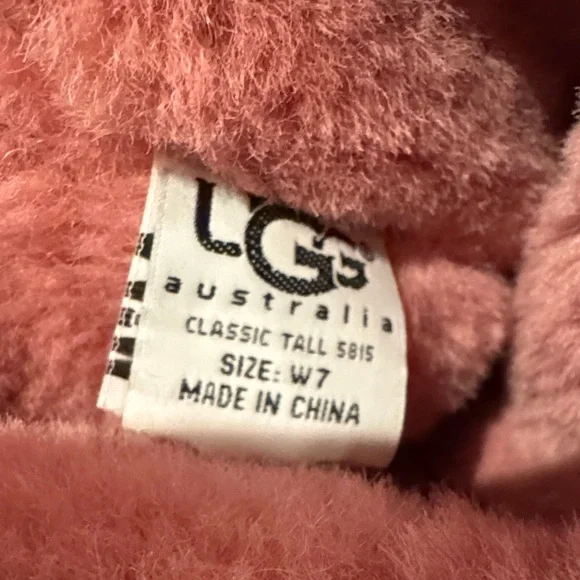 UGG®
australia
CLASSIC TALL 5815
SIZE: W7
MADE IN CHINA